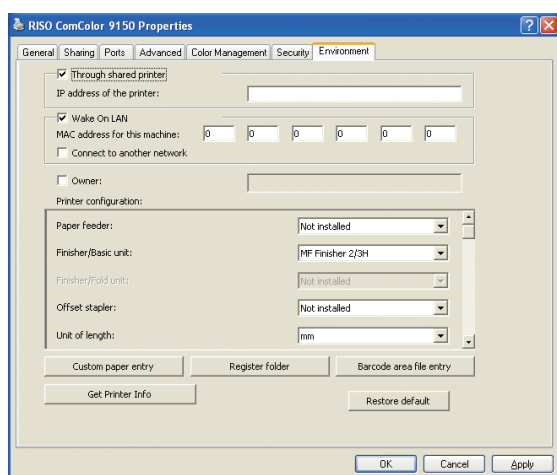 RISO ComColor 9150 Properties
General Sharing Ports Advanced Color Management Security Environment
Through shared printer
IP address of the printer:
Wake On LAN
MAC address for this machine: 0 0 0 0 0 0
Connect to another network
Owner:
Printer configuration:
Paper feeder: Not installed
Finisher/Basic unit: MF Finisher 2/3H
Finisher/Fold unit: Not installed
Offset stapler: Not installed
Unit of length: mm
Custom paper entry Register folder Barcode area file entry
Get Printer Info Restore default
OK Cancel Apply